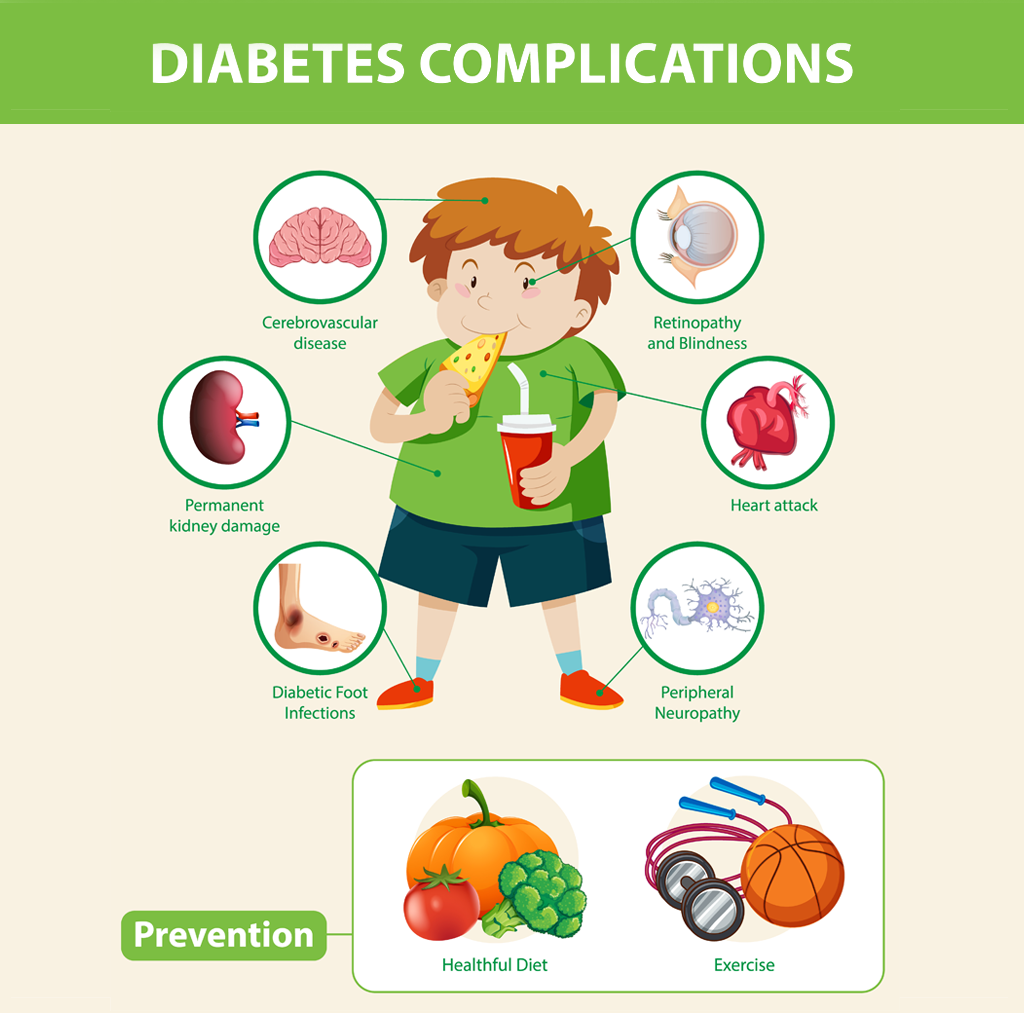 DIABETES COMPLICATIONS
Cerebrovascular
disease
Retinopathy
and Blindness
Permanent
kidney damage
Heart attack
Diabetic Foot
Infections
Peripheral
Neuropathy
Prevention
Healthful Diet
Exercise